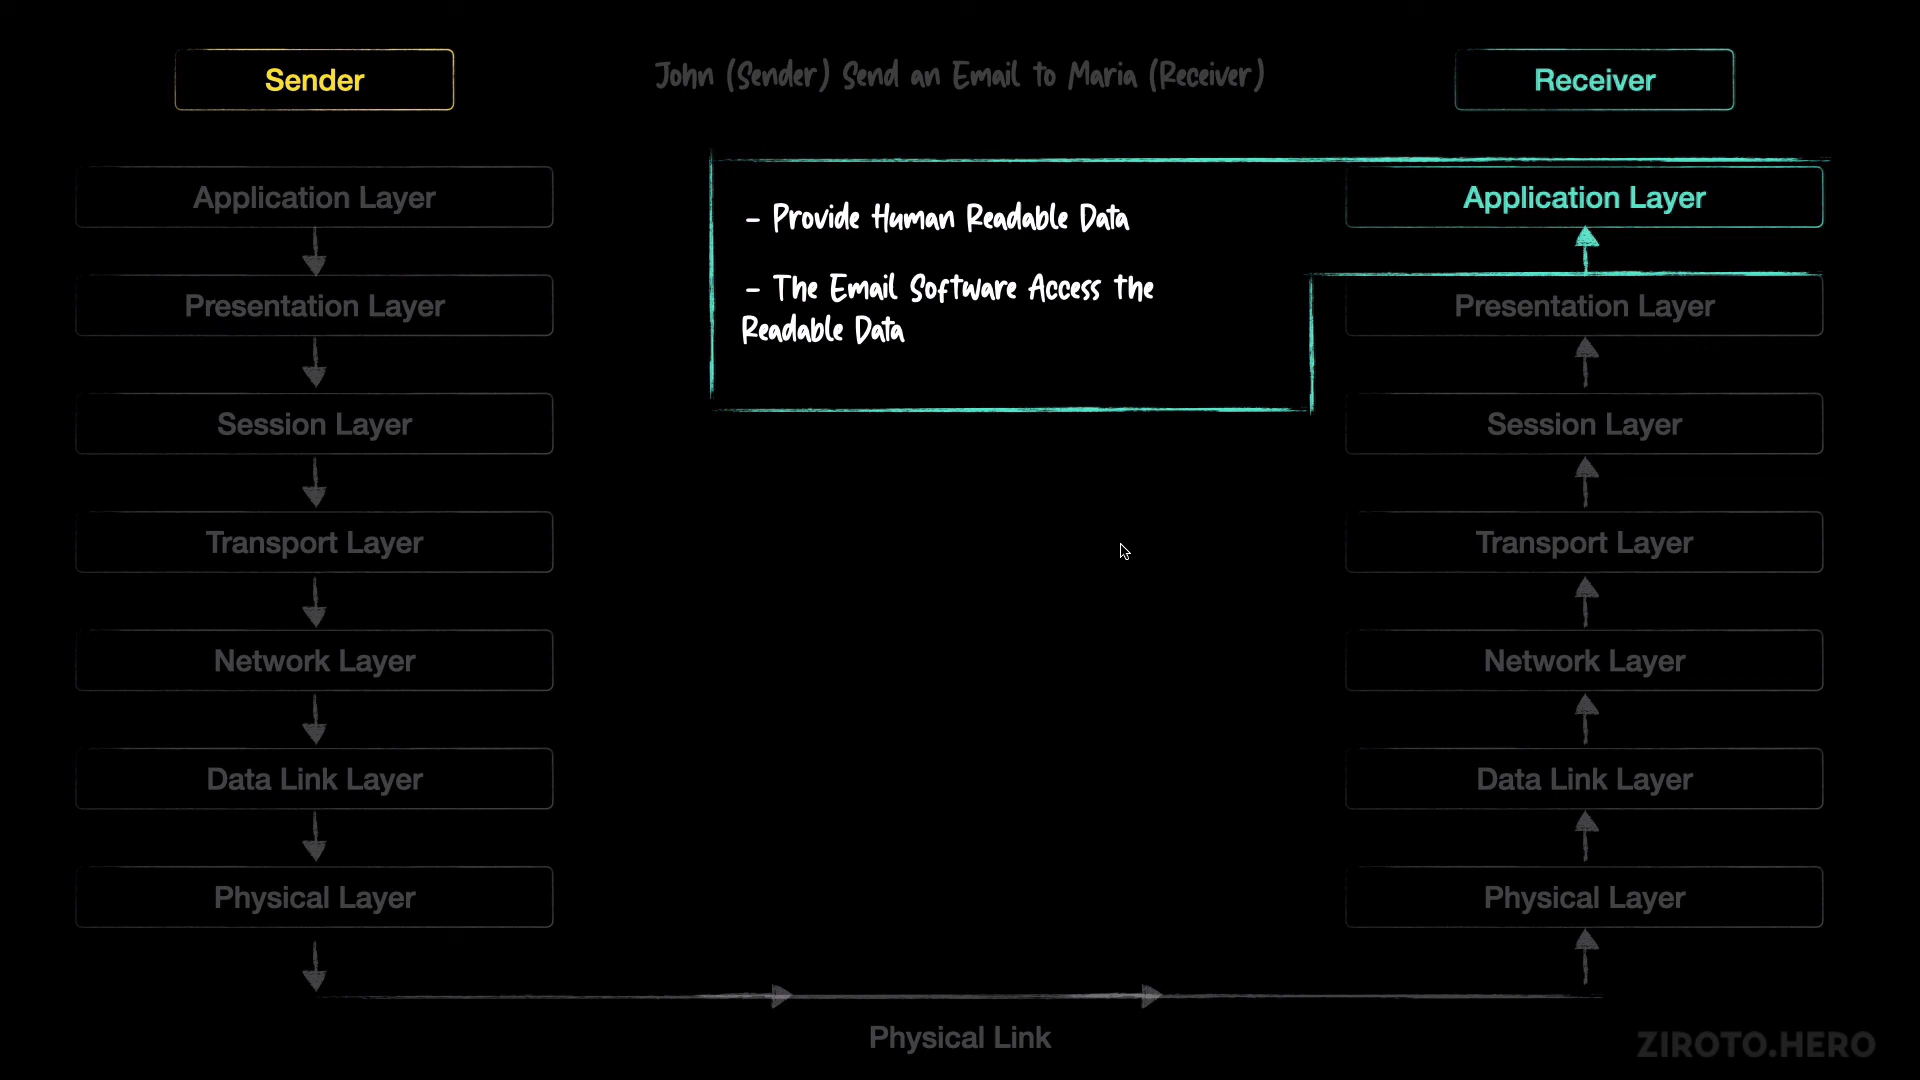 Sender
John (Sender) Send an Email to Maria (Receiver)
Receiver
Application Layer
Presentation Layer
Session Layer
Transport Layer
Network Layer
Data Link Layer
Physical Layer
- Provide Human Readable Data
- The Email Software Access the
Readable Data
Application Layer
Presentation Layer
Session Layer
Transport Layer
Network Layer
Data Link Layer
Physical Layer
Physical Link
ZIROTO.HERO